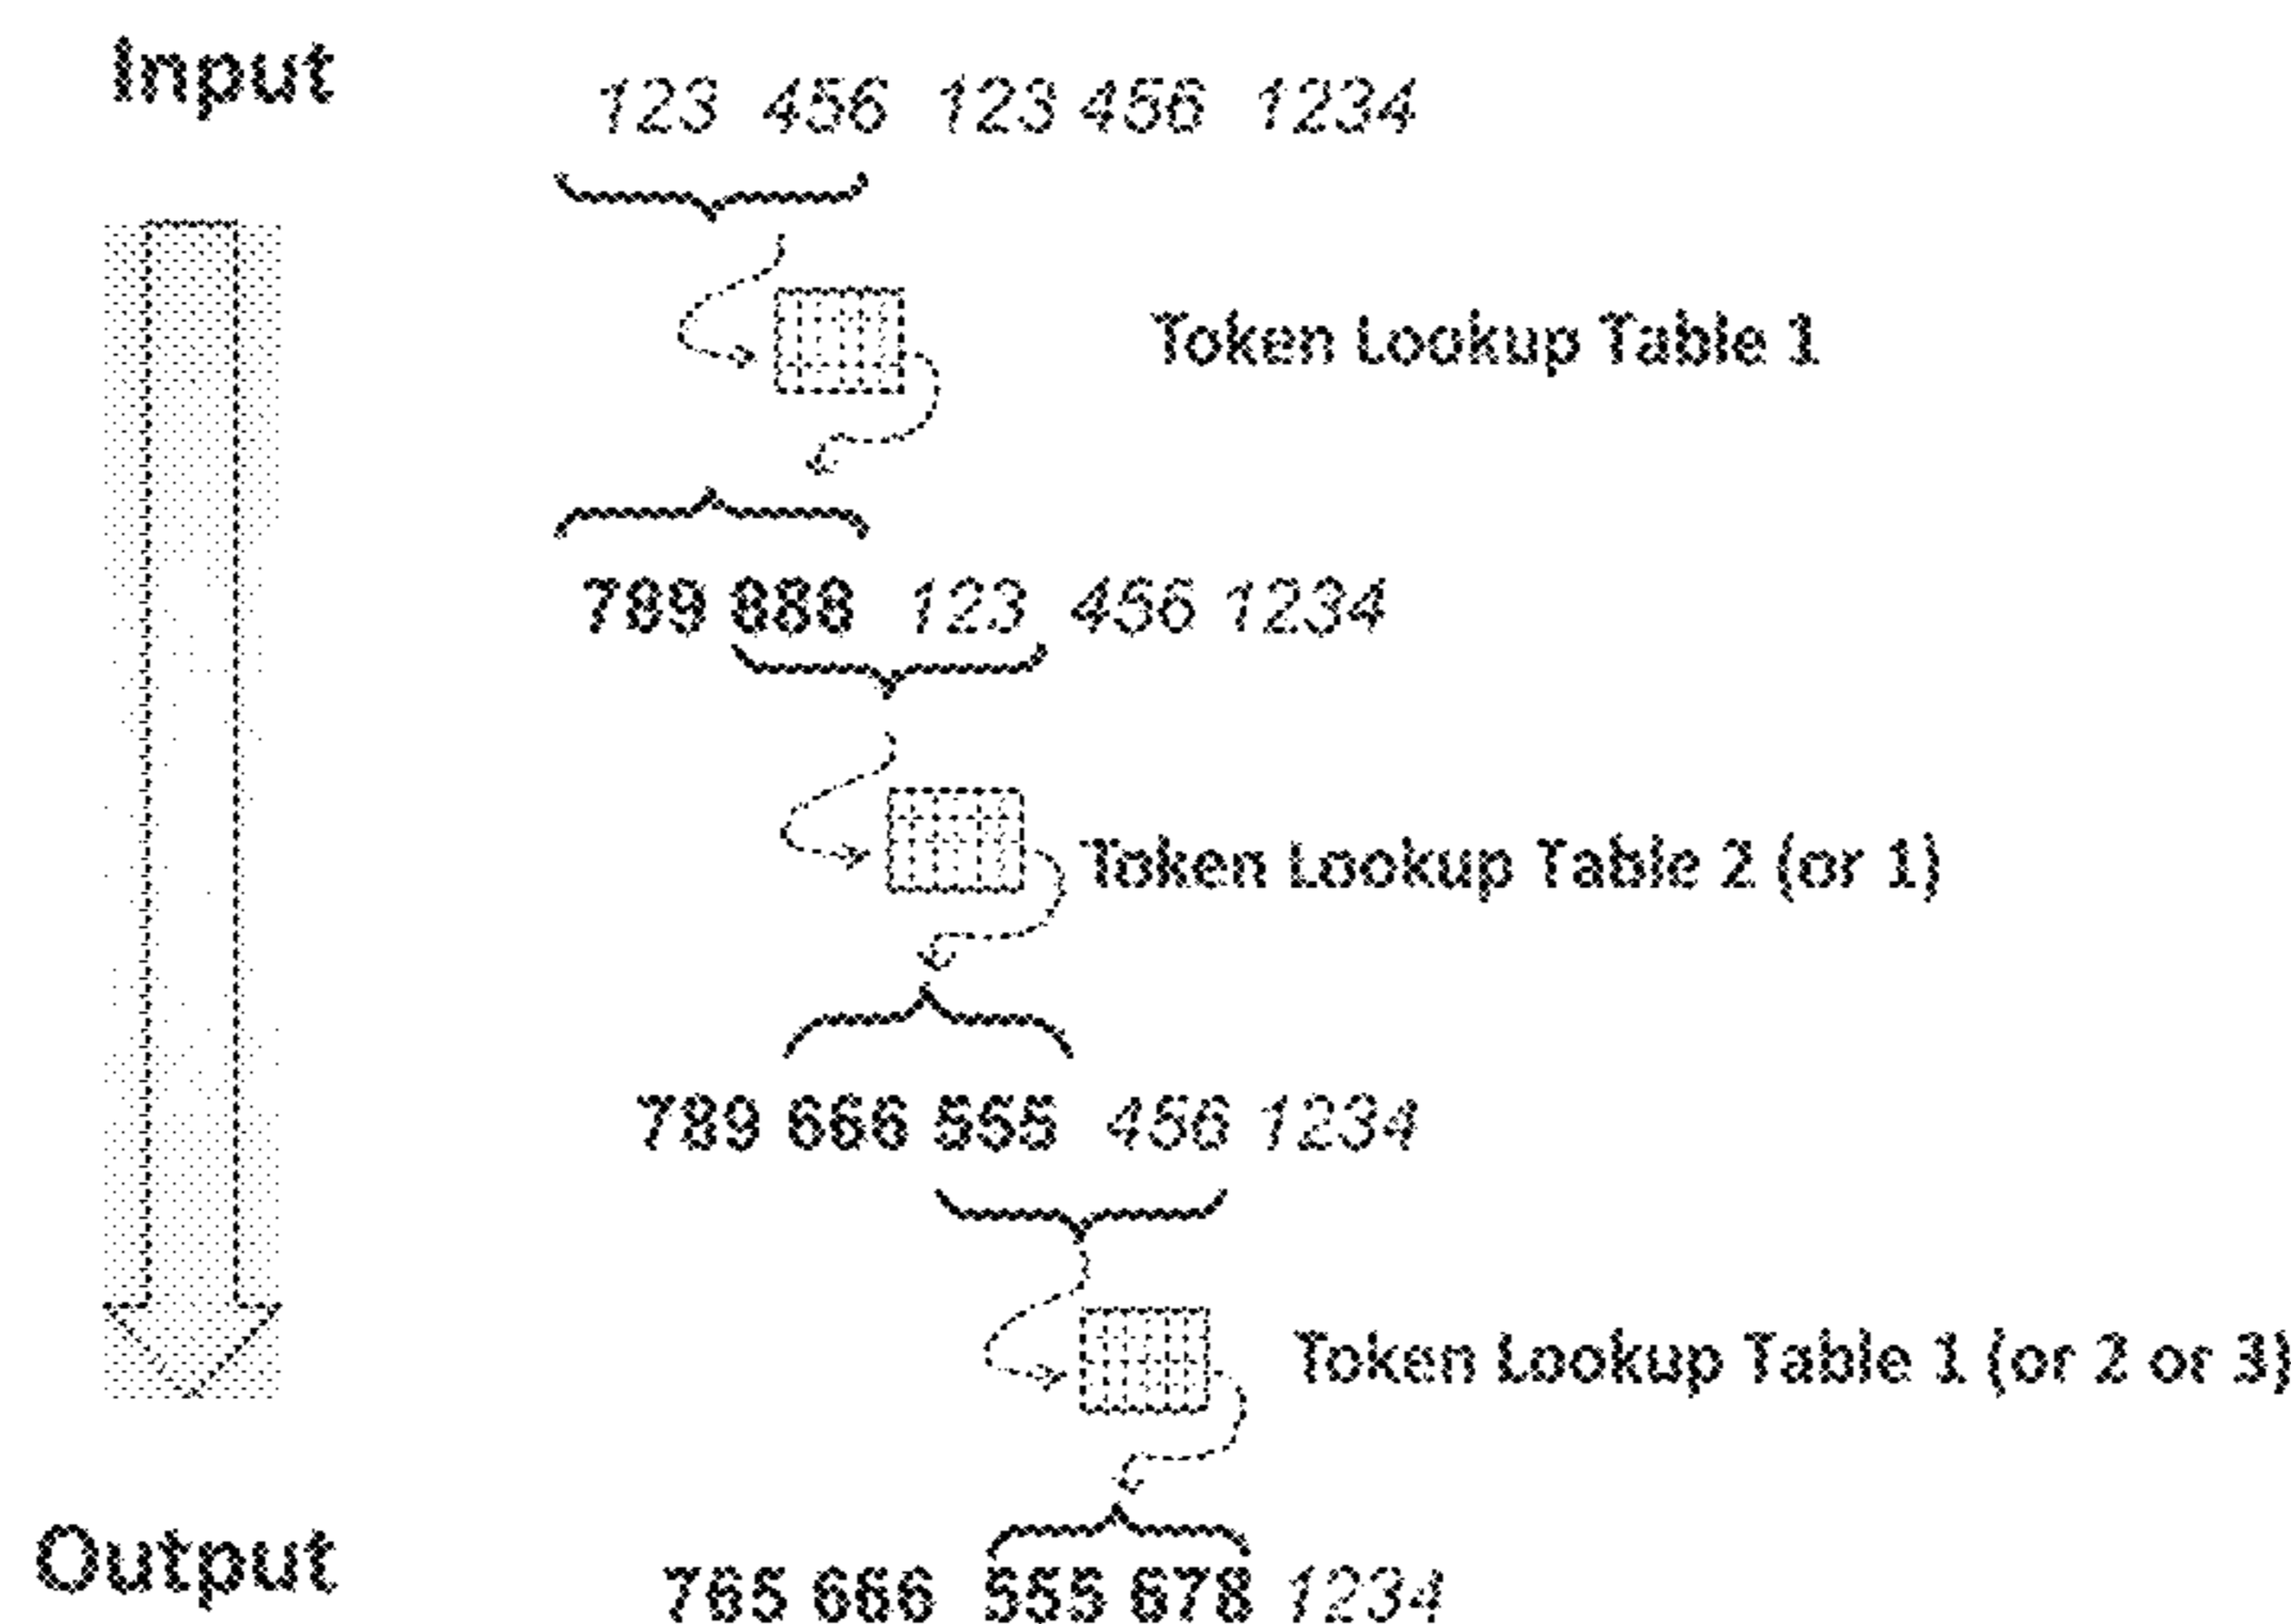 Input
123 456 123 456 1234
Token Lookup Table 1
789 888 123 456 1234
Token Lookup Table 2 (or 1)
789 666 555 456 1234
Token Lookup Table 1 (or 2 or 3)
Output
765 666 555 678 1234